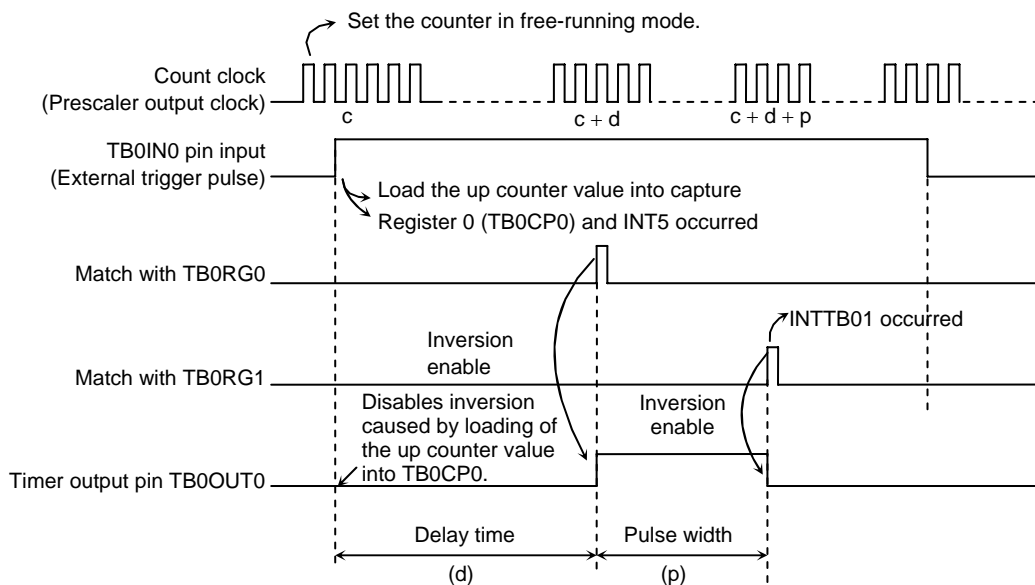 Set the counter in free-running mode.
Count clock
(Prescaler output clock)
c
c + d
c + d + p
TB0IN0 pin input
(External trigger pulse)
Load the up counter value into capture
Register 0 (TB0CP0) and INT5 occurred
Match with TB0RG0
INTTB01 occurred
Inversion
enable
Match with TB0RG1
Disables inversion
caused by loading of
the up counter value
into TB0CP0.
Inversion
enable
Timer output pin TB0OUT0
Delay time
Pulse width
(d)
(p)